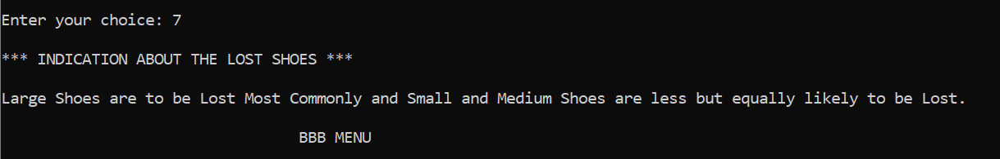 Enter your choice: 7
*** INDICATION ABOUT THE LOST SHOES ***
Large Shoes are to be Lost Most Commonly and Small and Medium Shoes are less but equally likely to be Lost.
BBB MENU